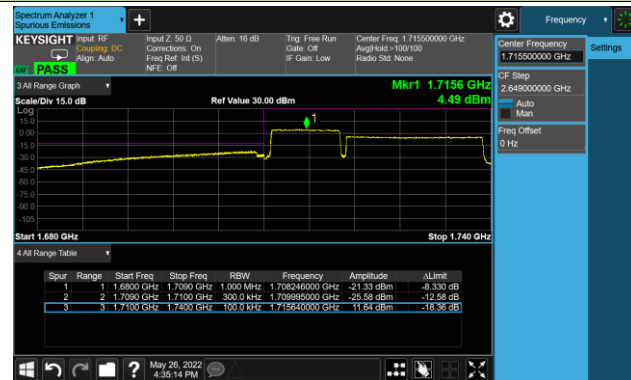 Spectrum Analyzer 1
Spurious Emissions
Frequency
KEYSIGHT Input: RF
Coupling: DC
Align: Auto
Input Z: 50 Ω
Corrections: On
Freq Ref: Int (S)
NFE: Off
Atten: 16 dB
Trig: Free Run
Gate: Off
IF Gain: Low
Center Freq: 1.715500000 GHz
Avg|Hold:>100/100
Radio Std: None
PASS
Center Frequency
1.715500000 GHz
Settings
CF Step
2.649000000 GHz
Auto
Man
Freq Offset
0 Hz
3 All Range Graph
Mkr1 1.7156 GHz
Scale/Div 15.0 dB
Ref Value 30.00 dBm
4.49 dBm
Log
1
15.0
0.00
-15.0
-30.0
-45.0
-60.0
-75.0
-90.0
-105
Start 1.680 GHz
Stop 1.740 GHz
4 All Range Table
Spur Range Start Freq Stop Freq RBW Frequency Amplitude ΔLimit
1 1 1.6800 GHz 1.7090 GHz 1.000 MHz 1.708246000 GHz -21.33 dBm -8.330 dB
2 2 1.7090 GHz 1.7100 GHz 300.0 kHz 1.709995000 GHz -25.58 dBm -12.58 dB
3 3 1.7100 GHz 1.7400 GHz 100.0 kHz 1.715640000 GHz 11.64 dBm -18.36 dB
?
May 26, 2022
4:35:14 PM